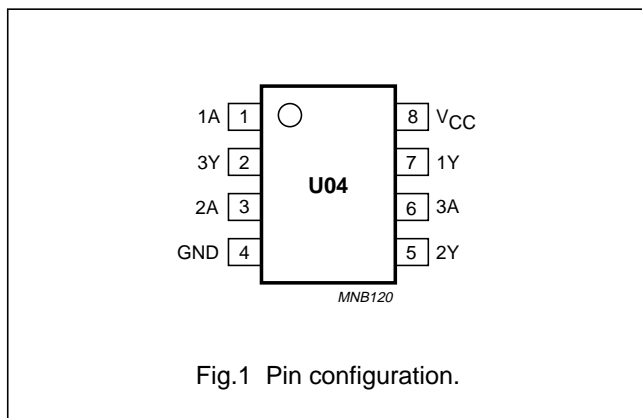 1A 1 8 VCC
3Y 2 7 1Y
U04
2A 3 6 3A
GND 4 5 2Y
MNB120
Fig.1 Pin configuration.